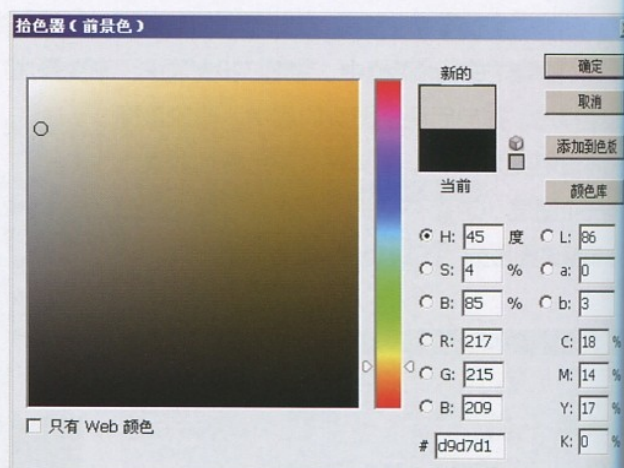 拾色器（前景色）
新的
确定
取消
添加到色板
当前
颜色库
H: 45 度 L: 86
S: 4 % a: 0
B: 85 % b: 3
R: 217 C: 18 %
G: 215 M: 14 %
B: 209 Y: 17 %
只有 Web 颜色
# d9d7d1 K: 0 %